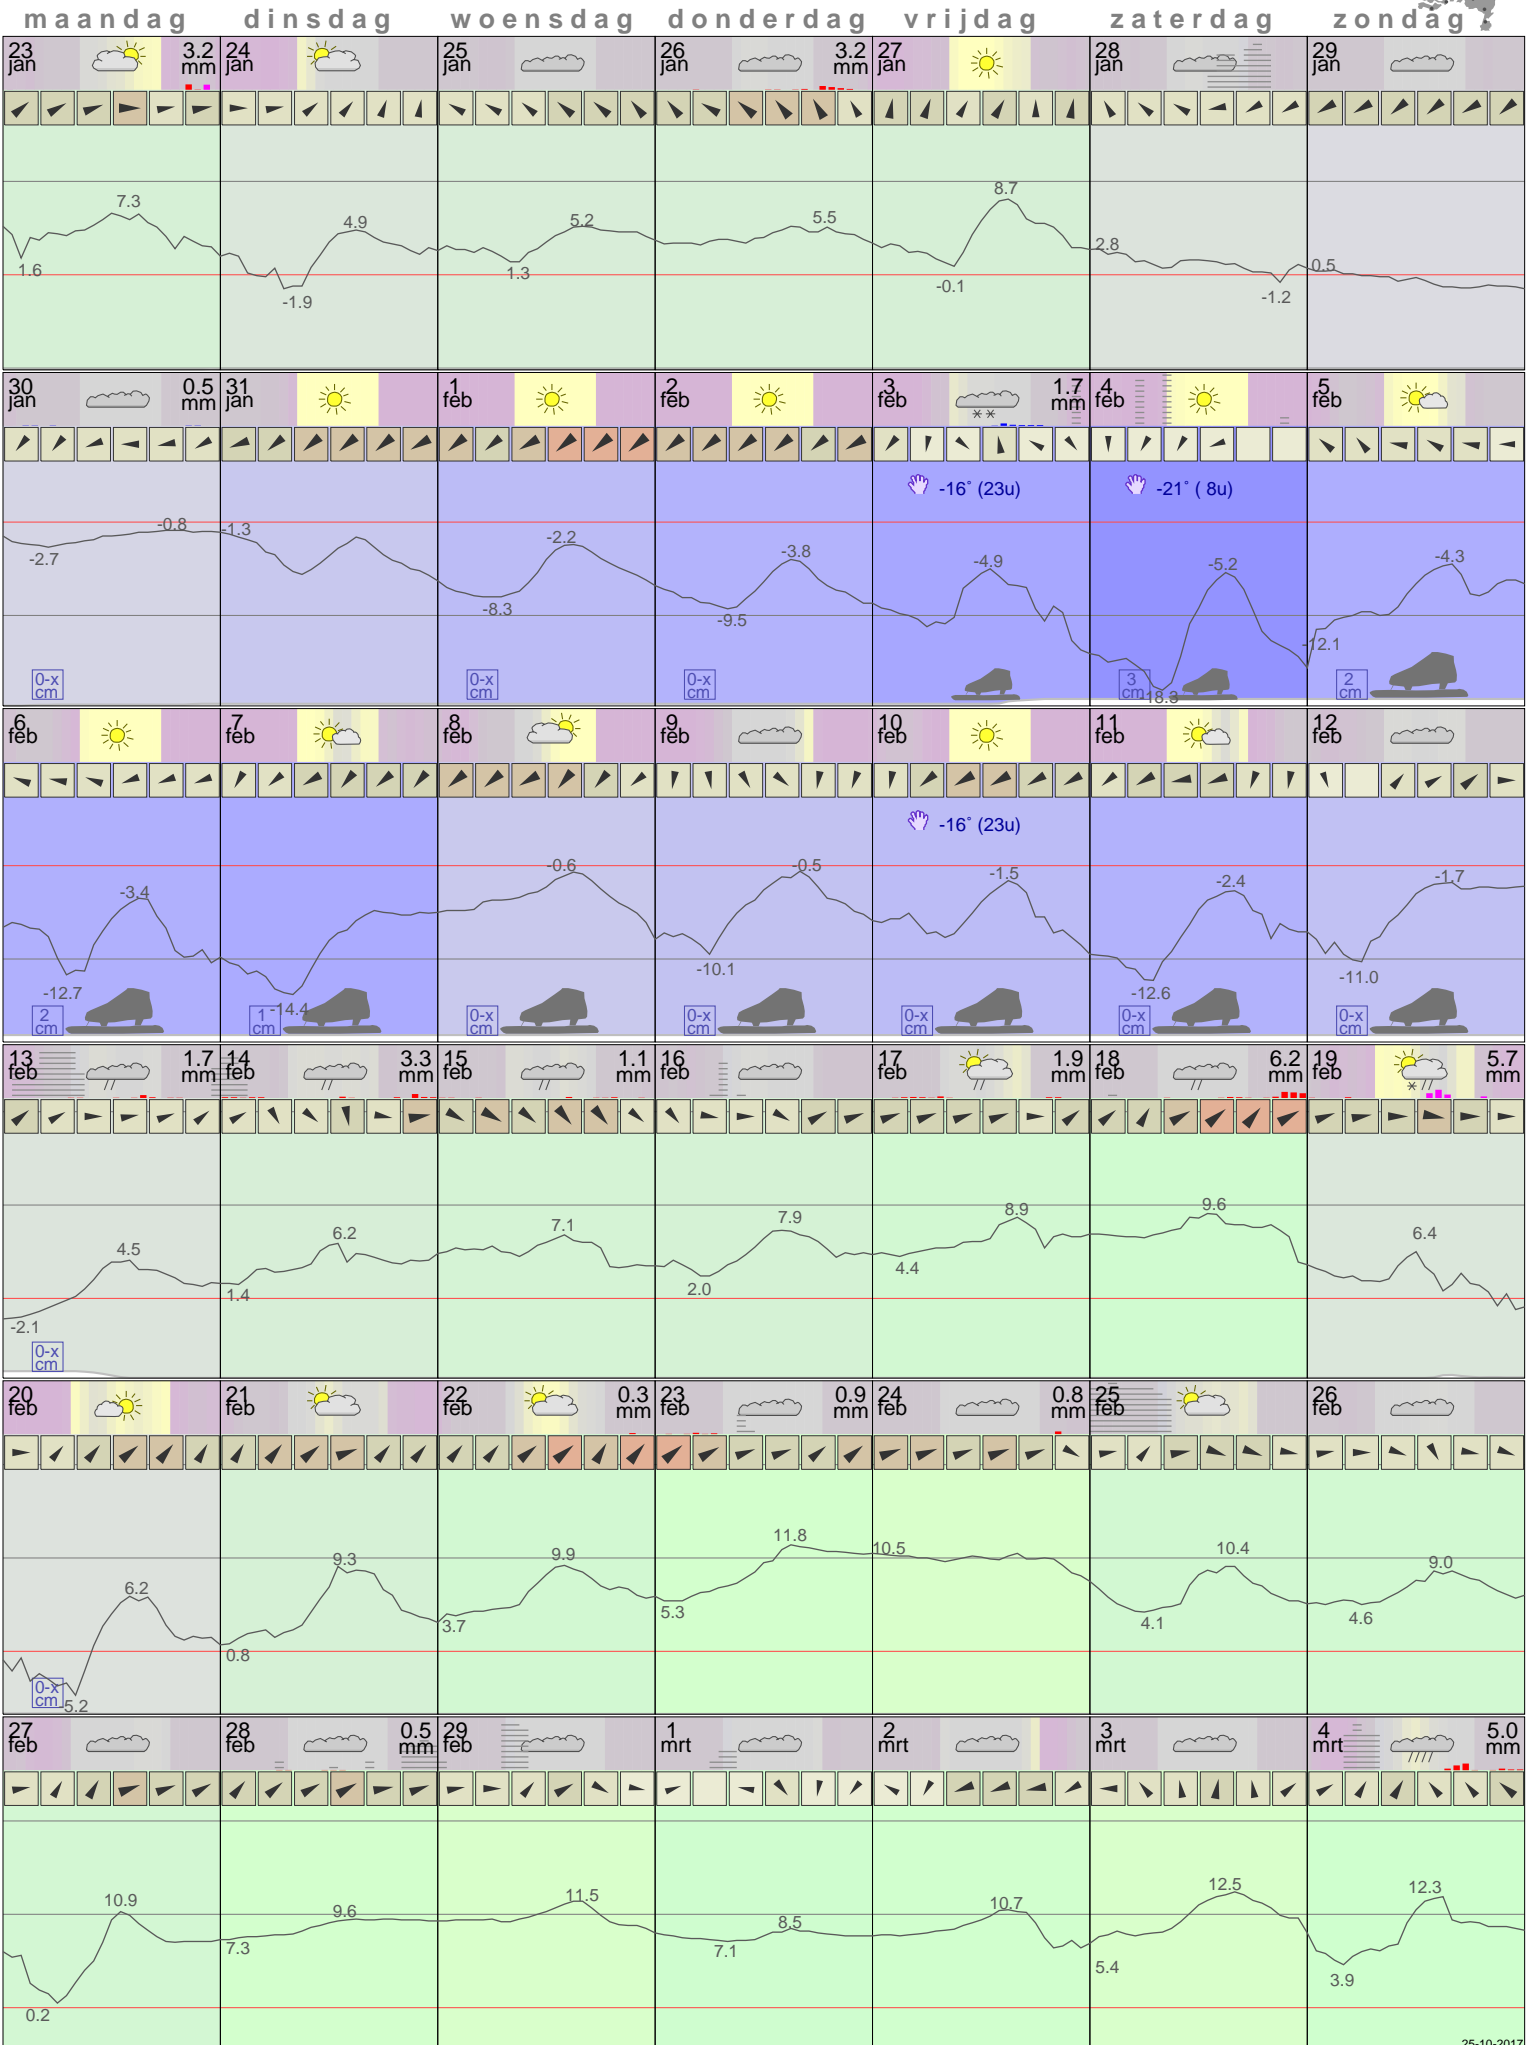 maandag dinsdag woensdag donderdag vrijdag zaterdag zondag
23 jan 3.2 mm 24 jan 25 jan 26 jan 3.2 mm 27 jan 28 jan 29 jan
7.3 4.9 5.2 5.5 8.7 2.8 0.5
1.6 -1.9 1.3 -0.1 -1.2
30 jan 0.5 mm 31 jan 1 feb 2 feb 3 feb 1.7 mm 4 feb 5 feb
-16° (23u) -21° ( 8u)
-0.8 -1.3 -2.2 -3.8 -4.9 -5.2 -4.3
-2.7 -8.3 -9.5 -18.3 -12.1
0-x cm 0-x cm 0-x cm 3 cm 2 cm
6 feb 7 feb 8 feb 9 feb 10 feb 11 feb 12 feb
-16° (23u)
-3.4 -0.6 -0.5 -1.5 -2.4 -1.7
-12.7 -14.4 -10.1 -12.6 -11.0
2 cm 1 cm 0-x cm 0-x cm 0-x cm 0-x cm 0-x cm
13 feb 1.7 mm 14 feb 3.3 mm 15 feb 1.1 mm 16 feb 17 feb 1.9 mm 18 feb 6.2 mm 19 feb 5.7 mm
4.5 6.2 7.1 7.9 8.9 9.6 6.4
-2.1 1.4 2.0 4.4
0-x cm
20 feb 21 feb 22 feb 0.3 mm 23 feb 0.9 mm 24 feb 0.8 mm 25 feb 26 feb
6.2 9.3 9.9 11.8 10.5 10.4 9.0
-5.2 0.8 3.7 5.3 4.1 4.6
0-x cm
27 feb 28 feb 0.5 mm 29 feb 1 mrt 2 mrt 3 mrt 4 mrt 5.0 mm
10.9 9.6 11.5 8.5 10.7 12.5 12.3
0.2 7.3 7.1 5.4 3.9
25-10-2017